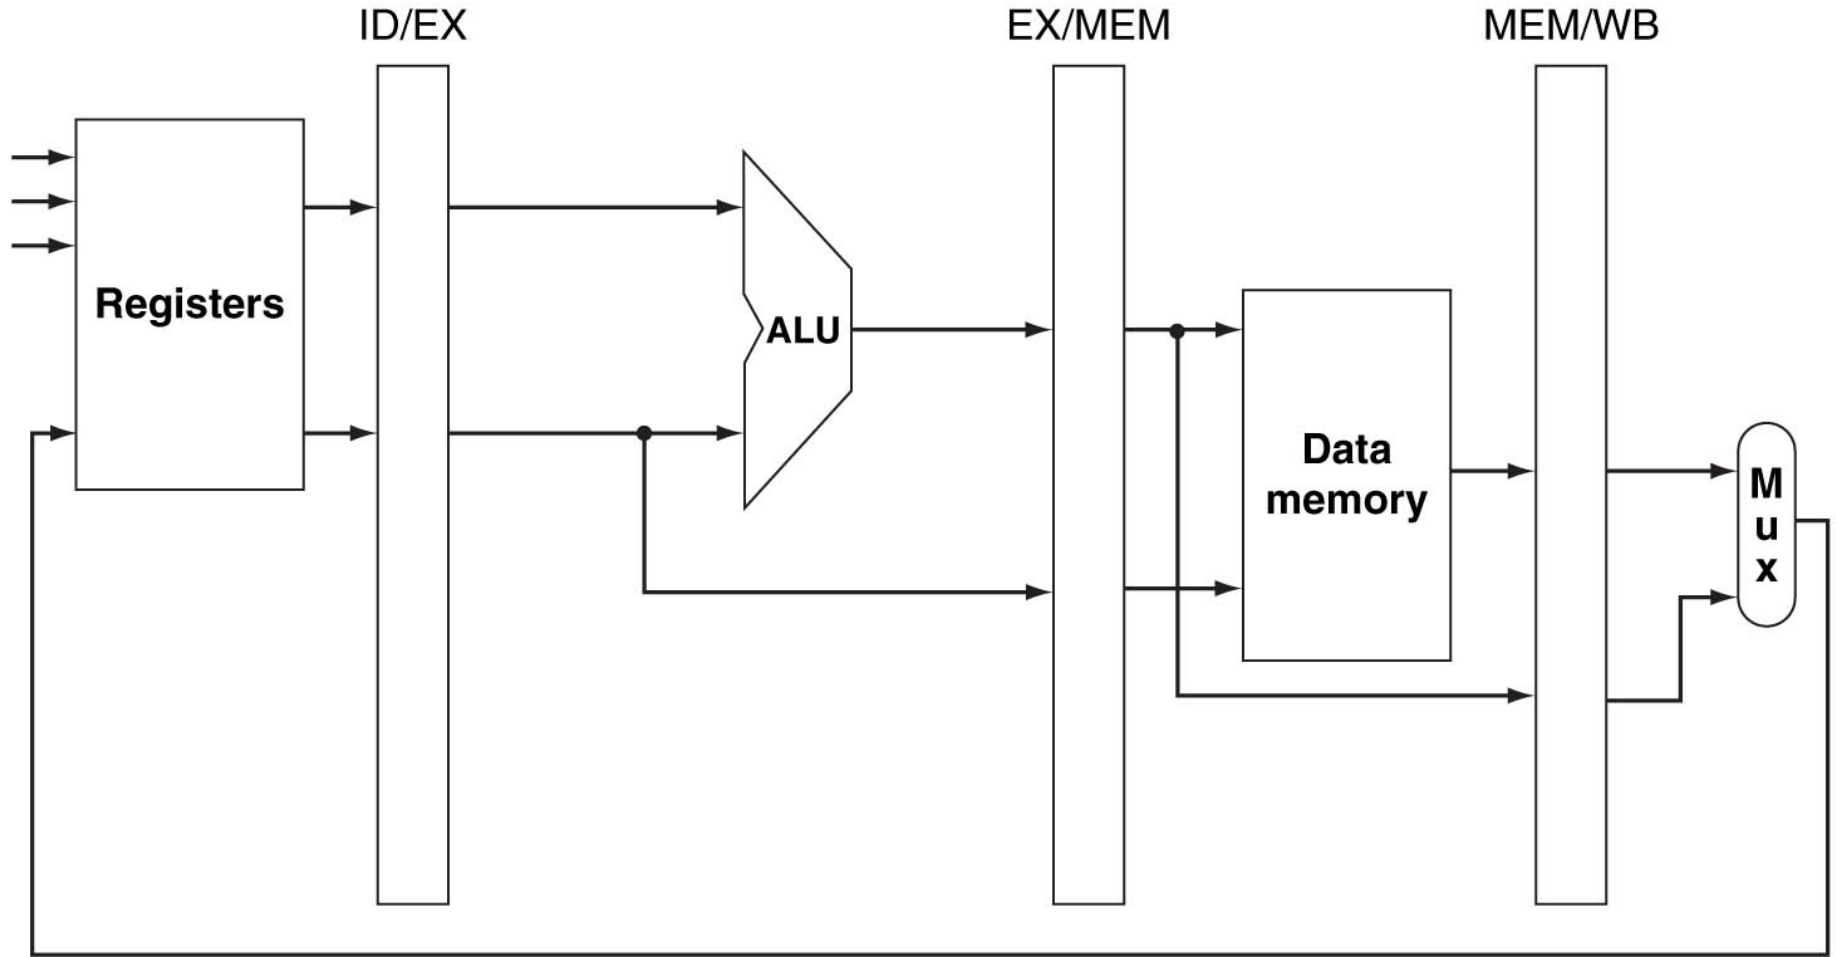 ID/EX
EX/MEM
MEM/WB
Registers
ALU
Data
memory
M
u
x